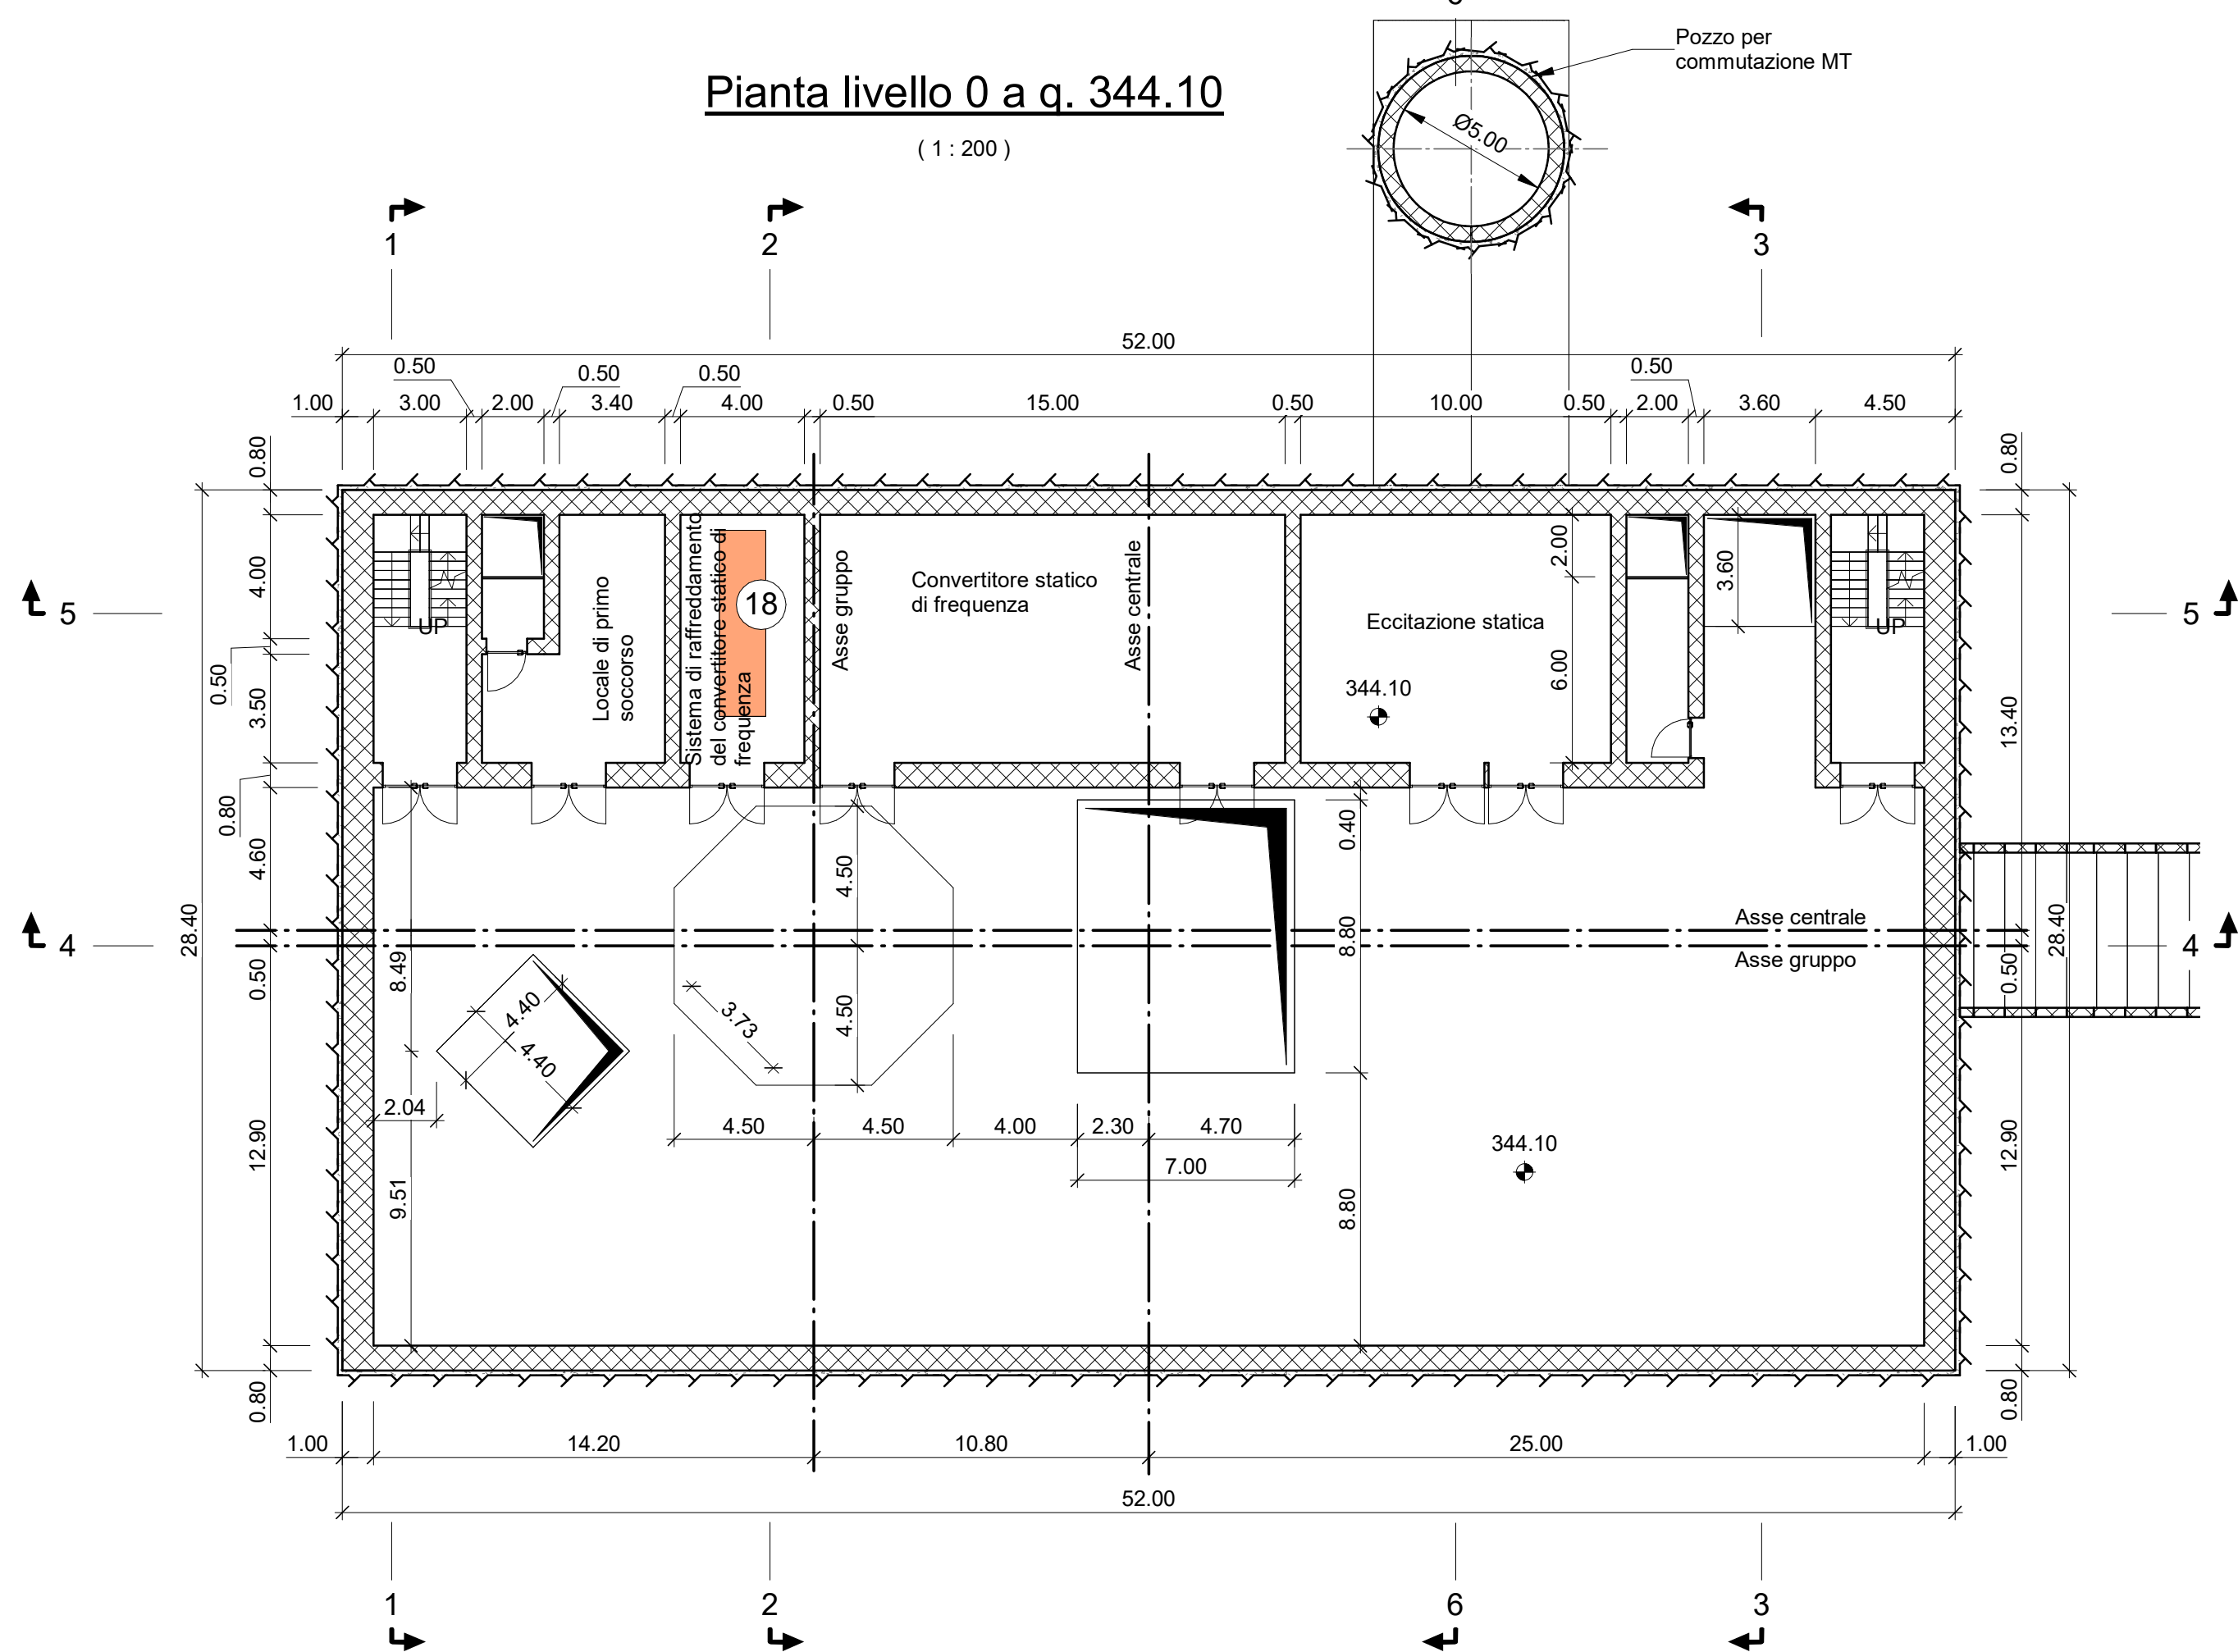 Pozzo per
commutazione MT
Pianta livello 0 a q. 344.10
( 1 : 200 )
Ø5.00
1
2
3
52.00
0.50
0.50
0.50
0.50
1.00 3.00 2.00 3.40 4.00 0.50 15.00 0.50 10.00 0.50 2.00 3.60 4.50
0.80
0.80
4.00
0.50
3.50
0.80
4.60
0.50
12.90
0.80
28.40
5
4
UP
Locale di primo
soccorso
Sistema di raffreddamento
del convertitore statico di
frequenza
18
Asse gruppo
Convertitore statico
di frequenza
Asse centrale
Eccitazione statica
344.10
2.00
6.00
3.60
UP
5
13.40
0.40
4.50
8.80
Asse centrale
Asse gruppo
0.50
28.40
4
8.49
4.40
4.40
3.73
4.50
2.04
4.50 4.50 4.00 2.30 4.70
7.00
344.10
9.51
8.80
12.90
0.80
1.00 14.20 10.80 25.00 1.00
52.00
1
2
6
3